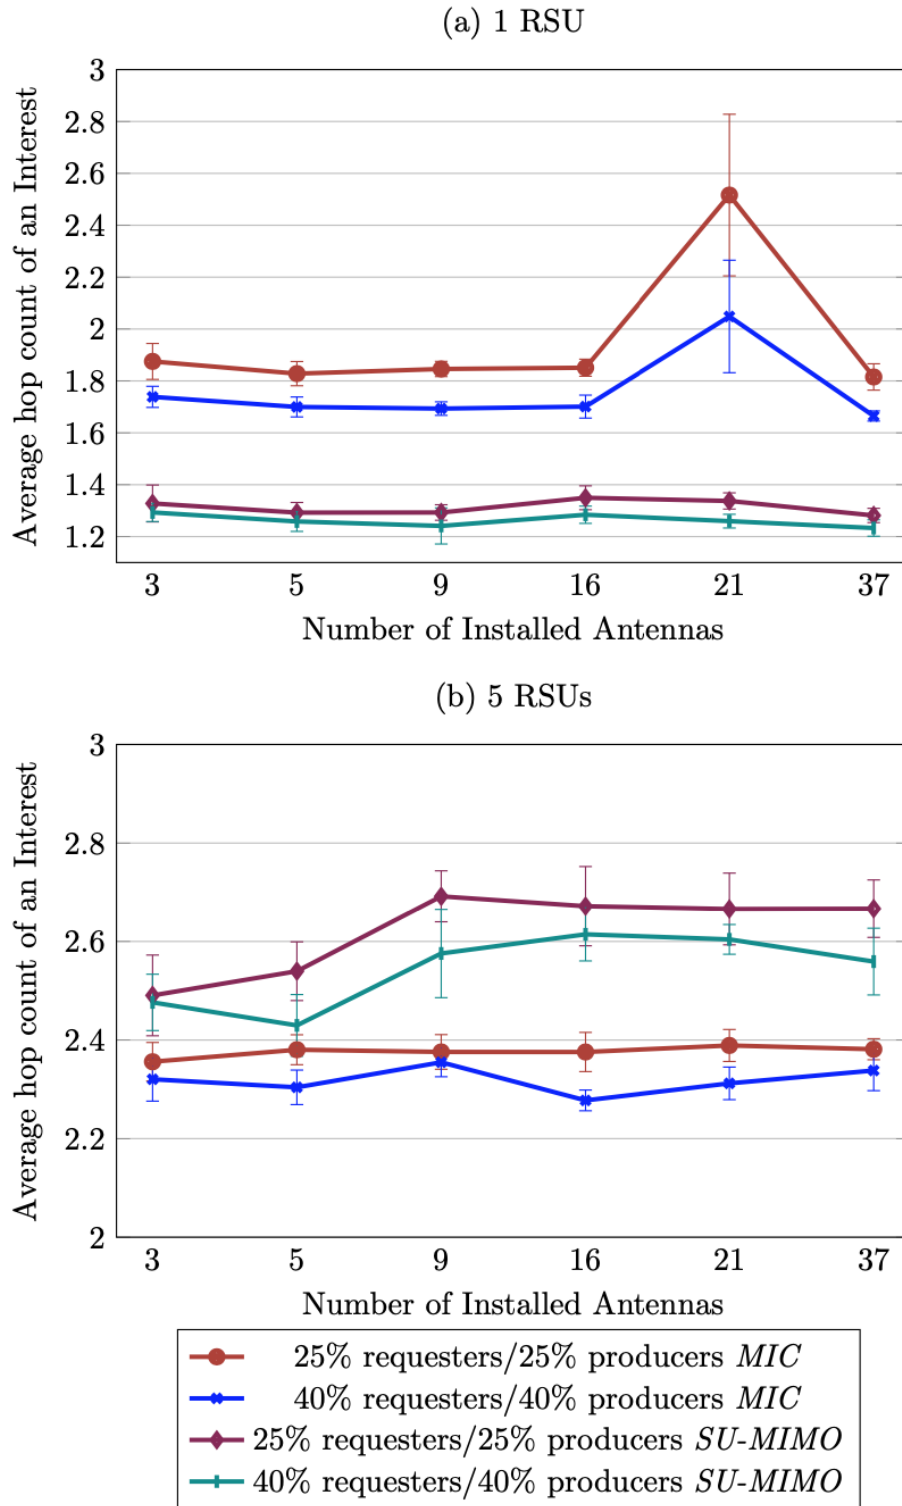 (a) 1 RSU
Average hop count of an Interest
3
2.8
2.6
2.4
2.2
2
1.8
1.6
1.4
1.2
3 5 9 16 21 37
Number of Installed Antennas
(b) 5 RSUs
Average hop count of an Interest
3
2.8
2.6
2.4
2.2
2
3 5 9 16 21 37
Number of Installed Antennas
25% requesters/25% producers MIC
40% requesters/40% producers MIC
25% requesters/25% producers SU-MIMO
40% requesters/40% producers SU-MIMO